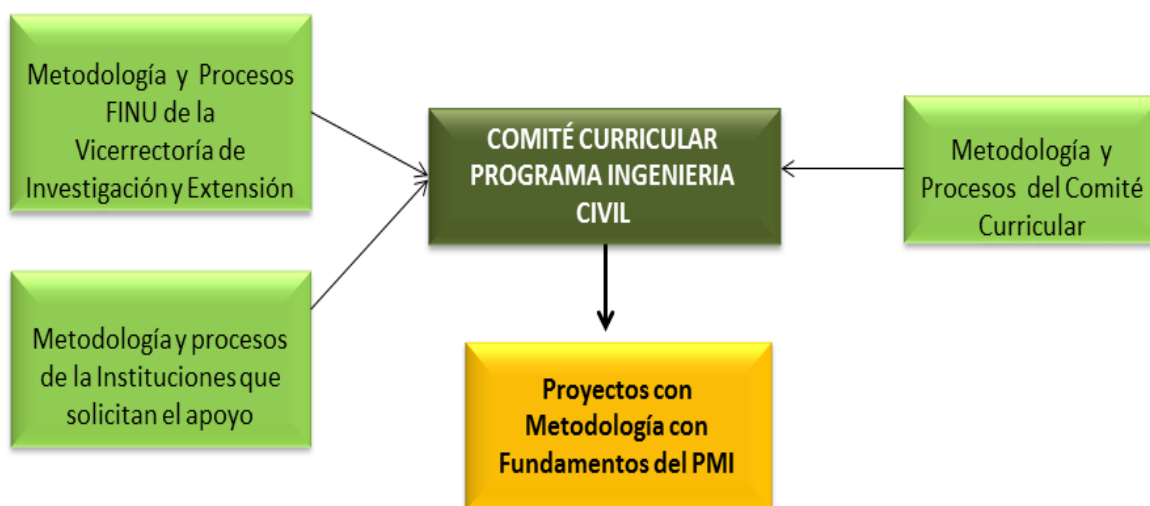 Metodología y Procesos
FINU de la
Vicerrectoría de
Investigación y Extensión
COMITÉ CURRICULAR
PROGRAMA INGENIERIA
CIVIL
Metodología y
Procesos del Comité
Curricular
Metodología y procesos
de la Instituciones que
solicitan el apoyo
Proyectos con
Metodología con
Fundamentos del PMI